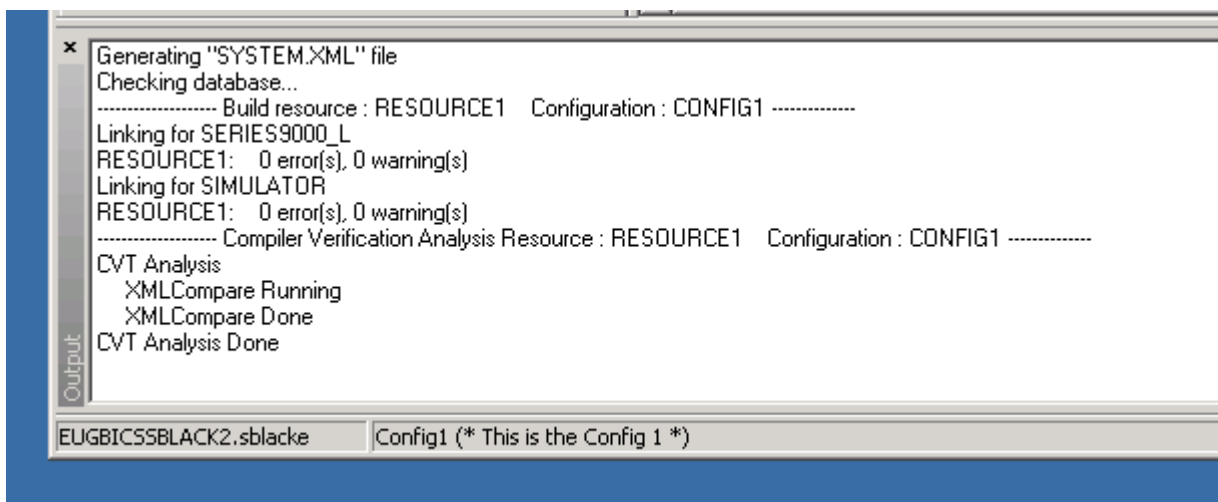 Generating "SYSTEM.XML" file
Checking database...
-------------------- Build resource : RESOURCE1    Configuration : CONFIG1 --------------
Linking for SERIES9000_L
RESOURCE1:    0 error(s), 0 warning(s)
Linking for SIMULATOR
RESOURCE1:    0 error(s), 0 warning(s)
-------------------- Compiler Verification Analysis Resource : RESOURCE1    Configuration : CONFIG1 --------------
CVT Analysis
XMLCompare Running
XMLCompare Done
CVT Analysis Done
Output
EUGBICSSBLACK2.sblacke
Config1 (* This is the Config 1 *)